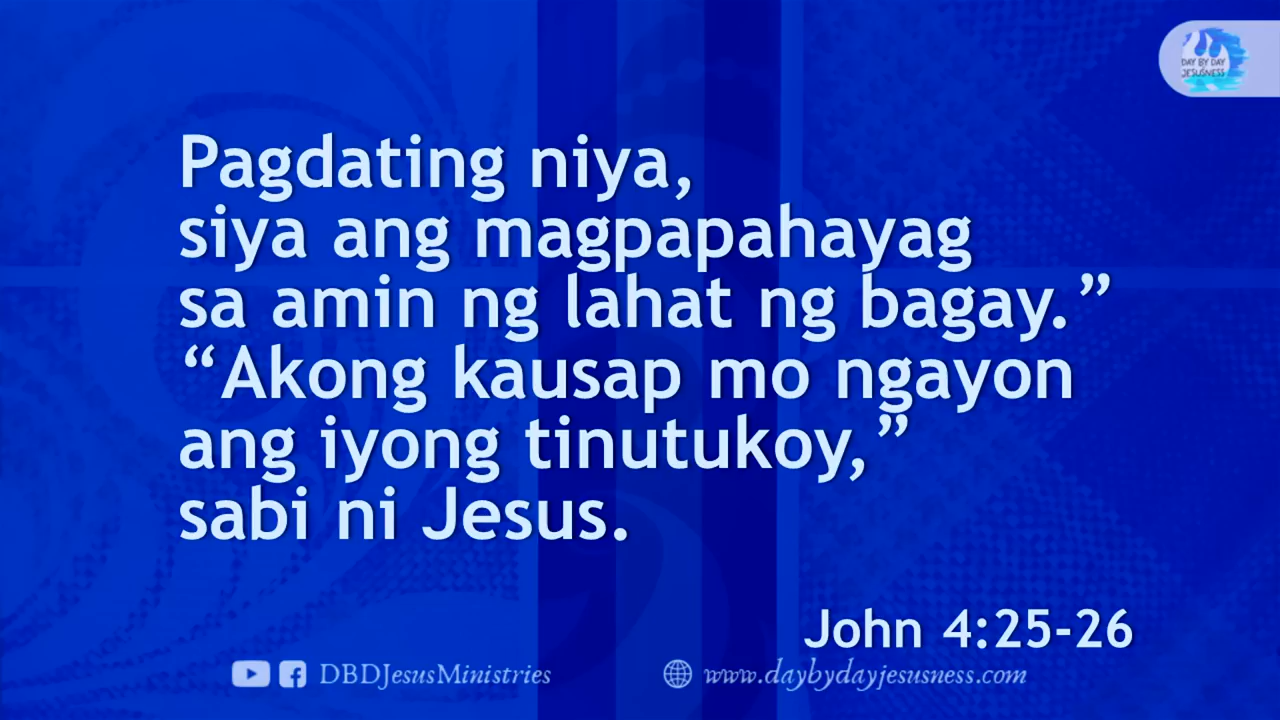 DAY BY DAY
JESUSNESS
Pagdating niya,
siya ang magpapahayag
sa amin ng lahat ng bagay.”
“Akong kausap mo ngayon
ang iyong tinutukoy,”
sabi ni Jesus.
John 4:25-26
DBDJesusMinistries
www.daybydayjesusness.com